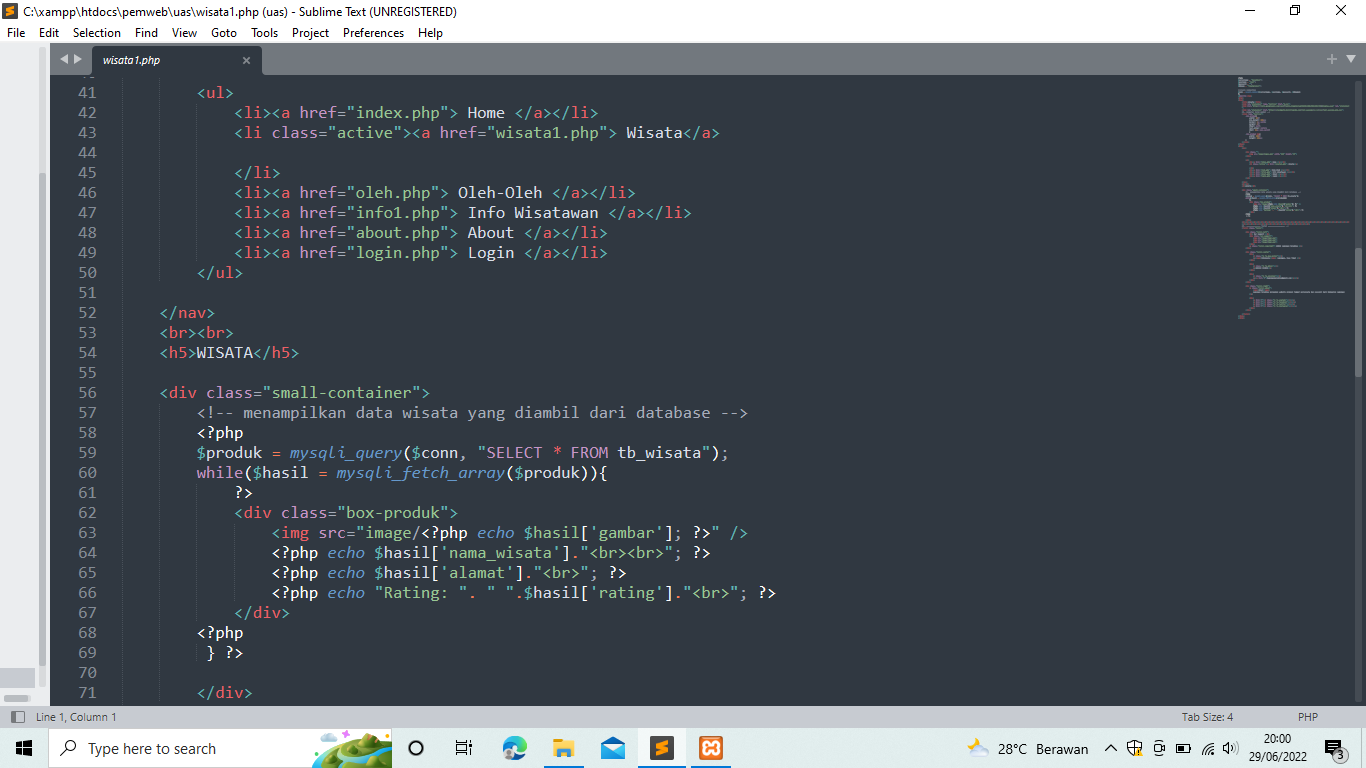 C:\xampp\htdocs\pemweb\uas\wisata1.php (uas) - Sublime Text (UNREGISTERED)
File Edit Selection Find View Goto Tools Project Preferences Help
wisata1.php
41 <ul>
42 <li><a href="index.php"> Home </a></li>
43 <li class="active"><a href="wisata1.php"> Wisata</a>
44
45 </li>
46 <li><a href="oleh.php"> Oleh-Oleh </a></li>
47 <li><a href="info1.php"> Info Wisatawan </a></li>
48 <li><a href="about.php"> About </a></li>
49 <li><a href="login.php"> Login </a></li>
50 </ul>
51
52 </nav>
53 <br><br>
54 <h5>WISATA</h5>
55
56 <div class="small-container">
57 <!-- menampilkan data wisata yang diambil dari database -->
58 <?php
59 $produk = mysqli_query($conn, "SELECT * FROM tb_wisata");
60 while($hasil = mysqli_fetch_array($produk)){
61 ?>
62 <div class="box-produk">
63 <img src="image/<?php echo $hasil['gambar']; ?>" />
64 <?php echo $hasil['nama_wisata']."<br><br>"; ?>
65 <?php echo $hasil['alamat']."<br>"; ?>
66 <?php echo "Rating: ". " ".$hasil['rating']."<br>"; ?>
67 </div>
68 <?php
69 } ?>
70
71 </div>
Line 1, Column 1 Tab Size: 4 PHP
Type here to search 28°C Berawan 20:00
29/06/2022 3